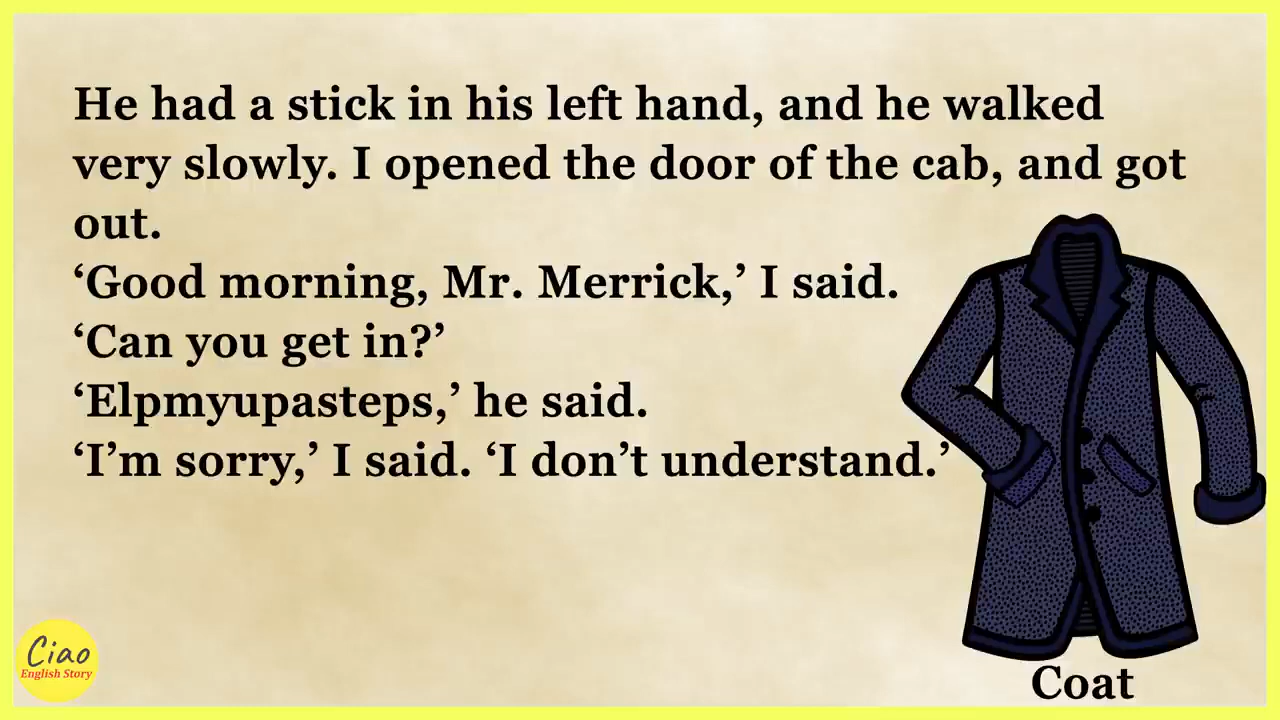 He had a stick in his left hand, and he walked
very slowly. I opened the door of the cab, and got
out.
‘Good morning, Mr. Merrick,’ I said.
‘Can you get in?’
‘Elpmyupasteps,’ he said.
‘I’m sorry,’ I said. ‘I don’t understand.’
Coat
Ciao
English Story